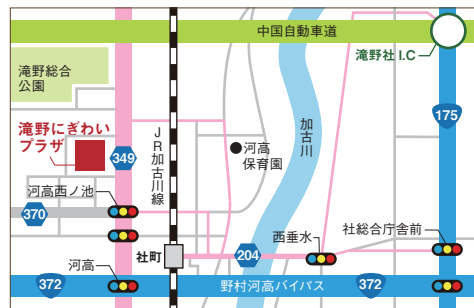 中国自動車道
滝野社 I.C
滝野総合
公園
175
滝野にぎわい
プラザ
349
JR加古川線
河高
保育園
加古川
河高西ノ池
370
社総合庁舎前
西垂水
204
社町
河高
372
野村河高バイパス
372